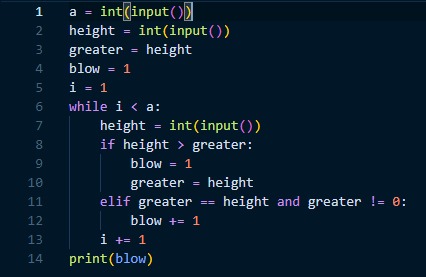 1 a = int(input())
2 height = int(input())
3 greater = height
4 blow = 1
5 i = 1
6 while i < a:
7     height = int(input())
8     if height > greater:
9         blow = 1
10         greater = height
11     elif greater == height and greater != 0:
12         blow += 1
13     i += 1
14 print(blow)